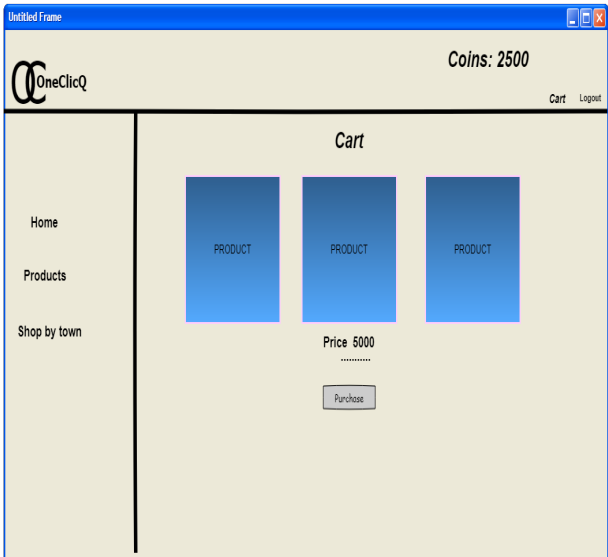 Untitled Frame
Coins: 2500
OC OneClicQ
Cart Logout
Cart
Home
Products
Shop by town
PRODUCT PRODUCT PRODUCT
Price 5000
...........
Purchase